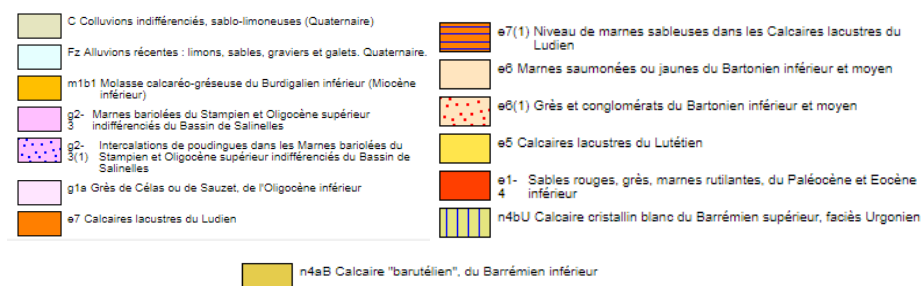 C Colluvions indifférenciés, sablo-limoneuses (Quaternaire)
Fz Alluvions récentes : limons, sables, graviers et galets. Quaternaire.
m1b1 Molasse calcaréo-gréseuse du Burdigalien inférieur (Miocène
inférieur)
g2- Marnes bariolées du Stampien et Oligocène supérieur
3 indifférenciés du Bassin de Salinelles
g2- Intercalations de poudingues dans les Marnes bariolées du
3(1) Stampien et Oligocène supérieur indifférenciés du Bassin de
Salinelles
g1a Grès de Célas ou de Sauzet, de l'Oligocène inférieur
e7 Calcaires lacustres du Ludien
e7(1) Niveau de marnes sableuses dans les Calcaires lacustres du
Ludien
e6 Marnes saumonées ou jaunes du Bartonien inférieur et moyen
e6(1) Grès et conglomérats du Bartonien inférieur et moyen
e5 Calcaires lacustres du Lutétien
e1- Sables rouges, grès, marnes rutilantes, du Paléocène et Eocène
4 inférieur
n4bU Calcaire cristallin blanc du Barrémien supérieur, faciès Urgonien
n4aB Calcaire "barutélien", du Barrémien inférieur